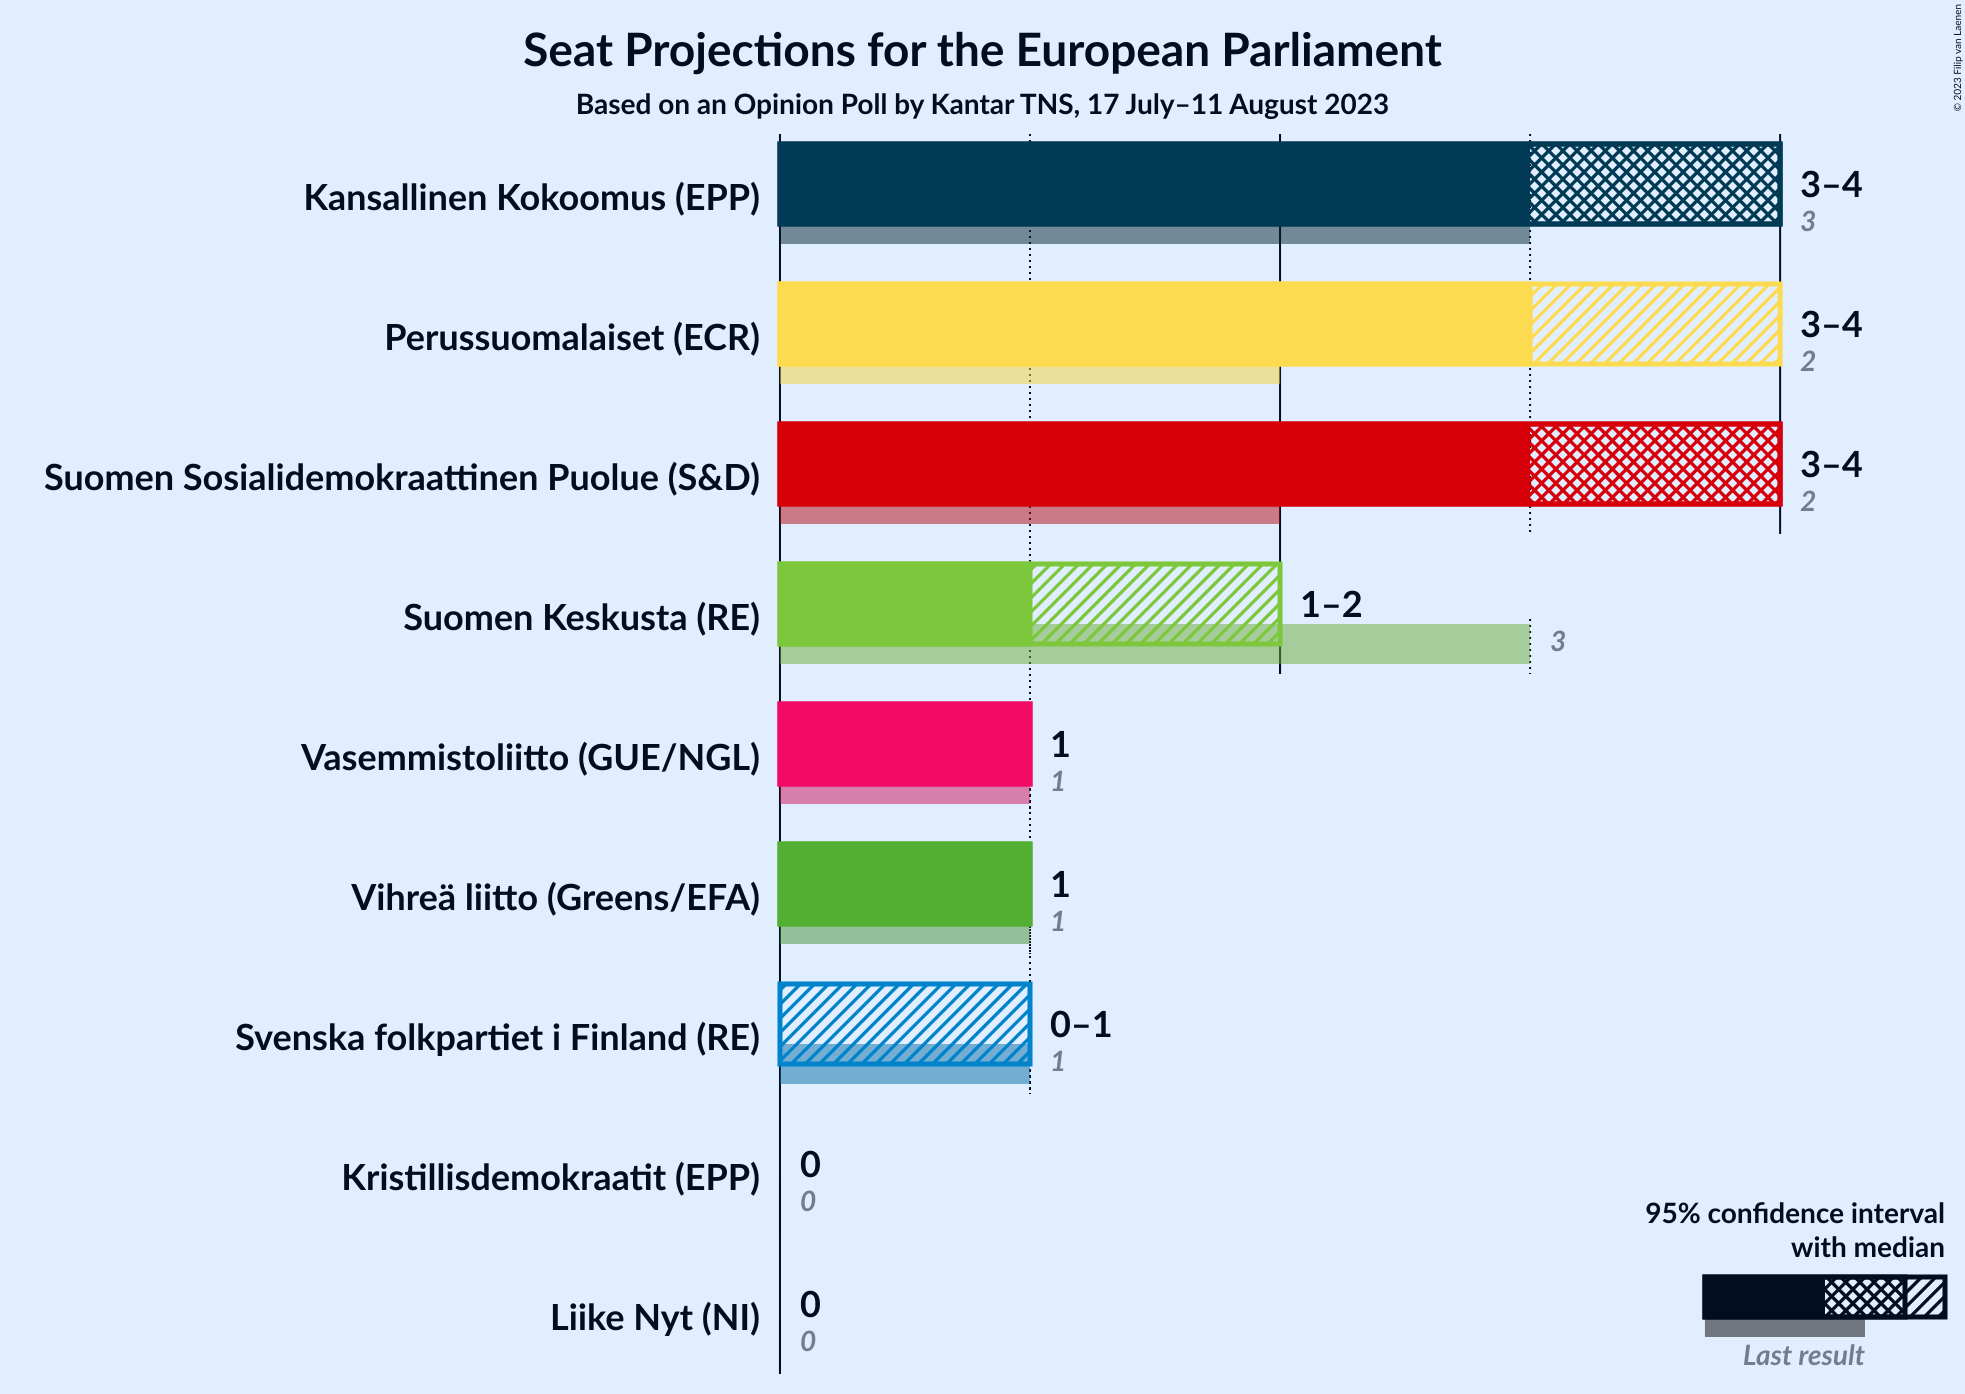 Seat Projections for the European Parliament
Based on an Opinion Poll by Kantar TNS, 17 July–11 August 2023
© 2023 Filip van Laenen
Kansallinen Kokoomus (EPP)
3–4
3
Perussuomalaiset (ECR)
3–4
2
Suomen Sosialidemokraattinen Puolue (S&D)
3–4
2
Suomen Keskusta (RE)
1–2
3
Vasemmistoliitto (GUE/NGL)
1
1
Vihreä liitto (Greens/EFA)
1
1
Svenska folkpartiet i Finland (RE)
0–1
1
Kristillisdemokraatit (EPP)
0
0
Liike Nyt (NI)
0
0
95% confidence interval
with median
Last result